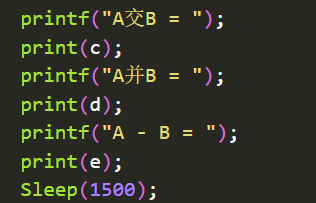 printf("A交B = ");
print(c);
printf("A并B = ");
print(d);
printf("A - B = ");
print(e);
Sleep(1500);